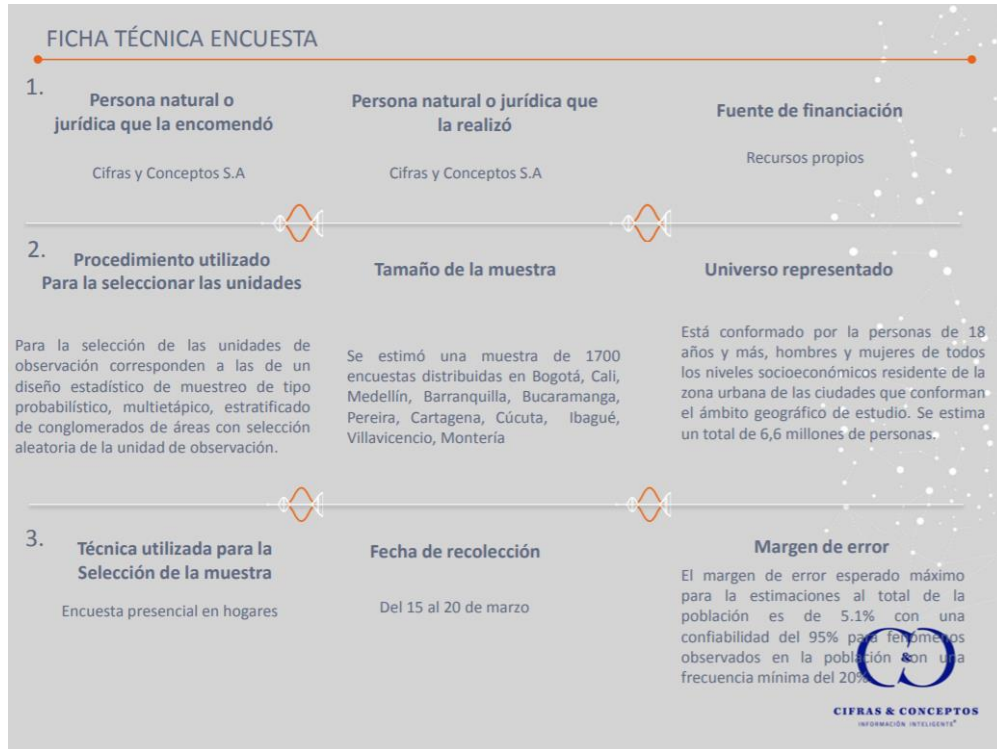 FICHA TÉCNICA ENCUESTA
1.
Persona natural o
jurídica que la encomendó
Cifras y Conceptos S.A
Persona natural o jurídica que
la realizó
Cifras y Conceptos S.A
Fuente de financiación
Recursos propios
2.
Procedimiento utilizado
Para la seleccionar las unidades
Para la selección de las unidades de
observación corresponden a las de un
diseño estadístico de muestreo de tipo
probabilístico, multietápico, estratificado
de conglomerados de áreas con selección
aleatoria de la unidad de observación.
Tamaño de la muestra
Se estimó una muestra de 1700
encuestas distribuidas en Bogotá, Cali,
Medellín, Barranquilla, Bucaramanga,
Pereira, Cartagena, Cúcuta, Ibagué,
Villavicencio, Montería
Universo representado
Está conformado por la personas de 18
años y más, hombres y mujeres de todos
los niveles socioeconómicos residente de la
zona urbana de las ciudades que conforman
el ámbito geográfico de estudio. Se estima
un total de 6,6 millones de personas.
3.
Técnica utilizada para la
Selección de la muestra
Encuesta presencial en hogares
Fecha de recolección
Del 15 al 20 de marzo
Margen de error
El margen de error esperado máximo
para la estimaciones al total de la
población es de 5.1% con una
confiabilidad del 95% para fenómenos
observados en la población con una
frecuencia mínima del 20%
C&C
CIFRAS & CONCEPTOS
INFORMACIÓN INTELIGENTE®